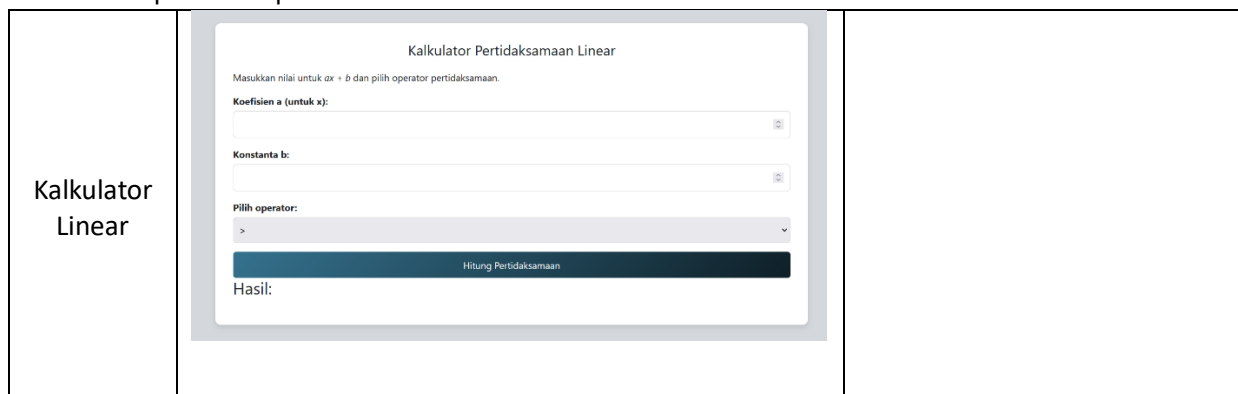 Kalkulator
Linear
Kalkulator Pertidaksamaan Linear
Masukkan nilai untuk ax + b dan pilih operator pertidaksamaan.
Koefisien a (untuk x):
Konstanta b:
Pilih operator:
>
Hitung Pertidaksamaan
Hasil: